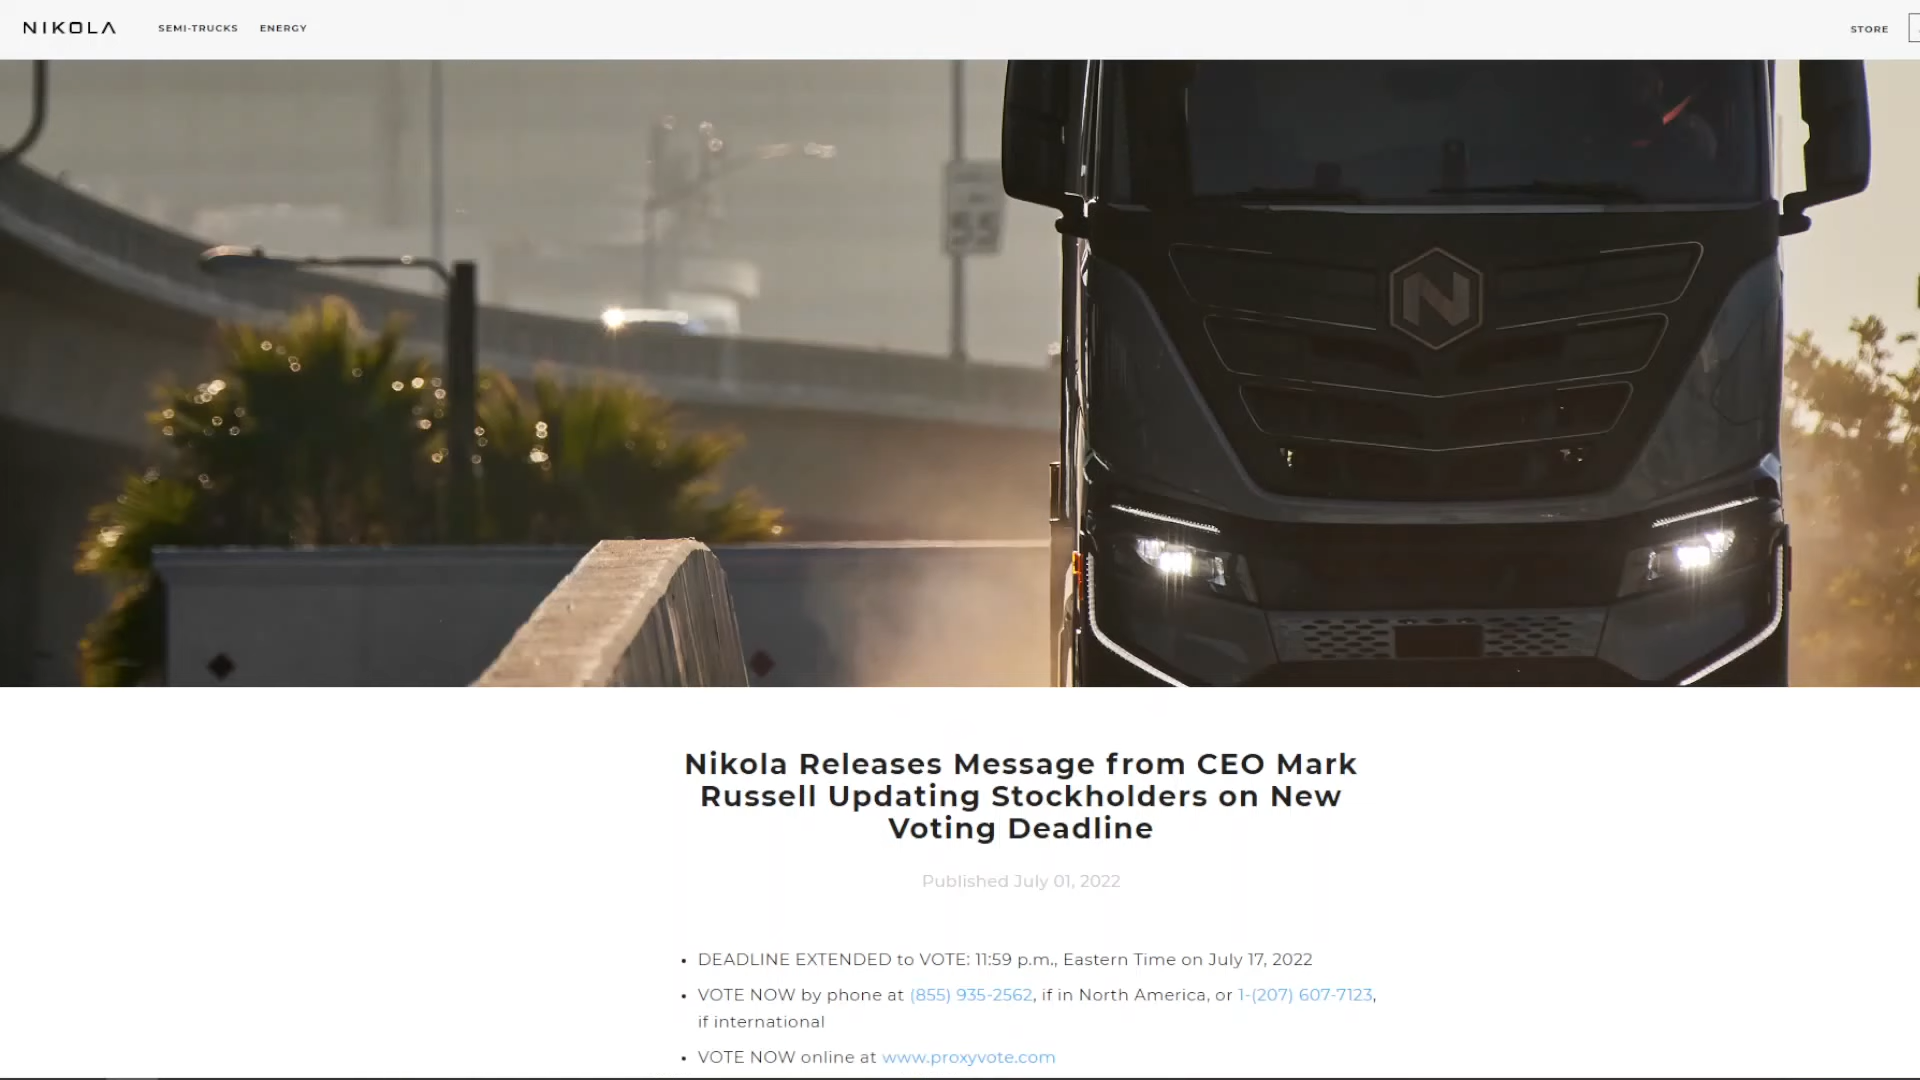 NIKOLA SEMI-TRUCKS ENERGY STORE
55
N
Nikola Releases Message from CEO Mark
Russell Updating Stockholders on New
Voting Deadline
Published July 01, 2022
• DEADLINE EXTENDED to VOTE: 11:59 p.m., Eastern Time on July 17, 2022
• VOTE NOW by phone at (855) 935-2562, if in North America, or 1-(207) 607-7123,
if international
• VOTE NOW online at www.proxyvote.com